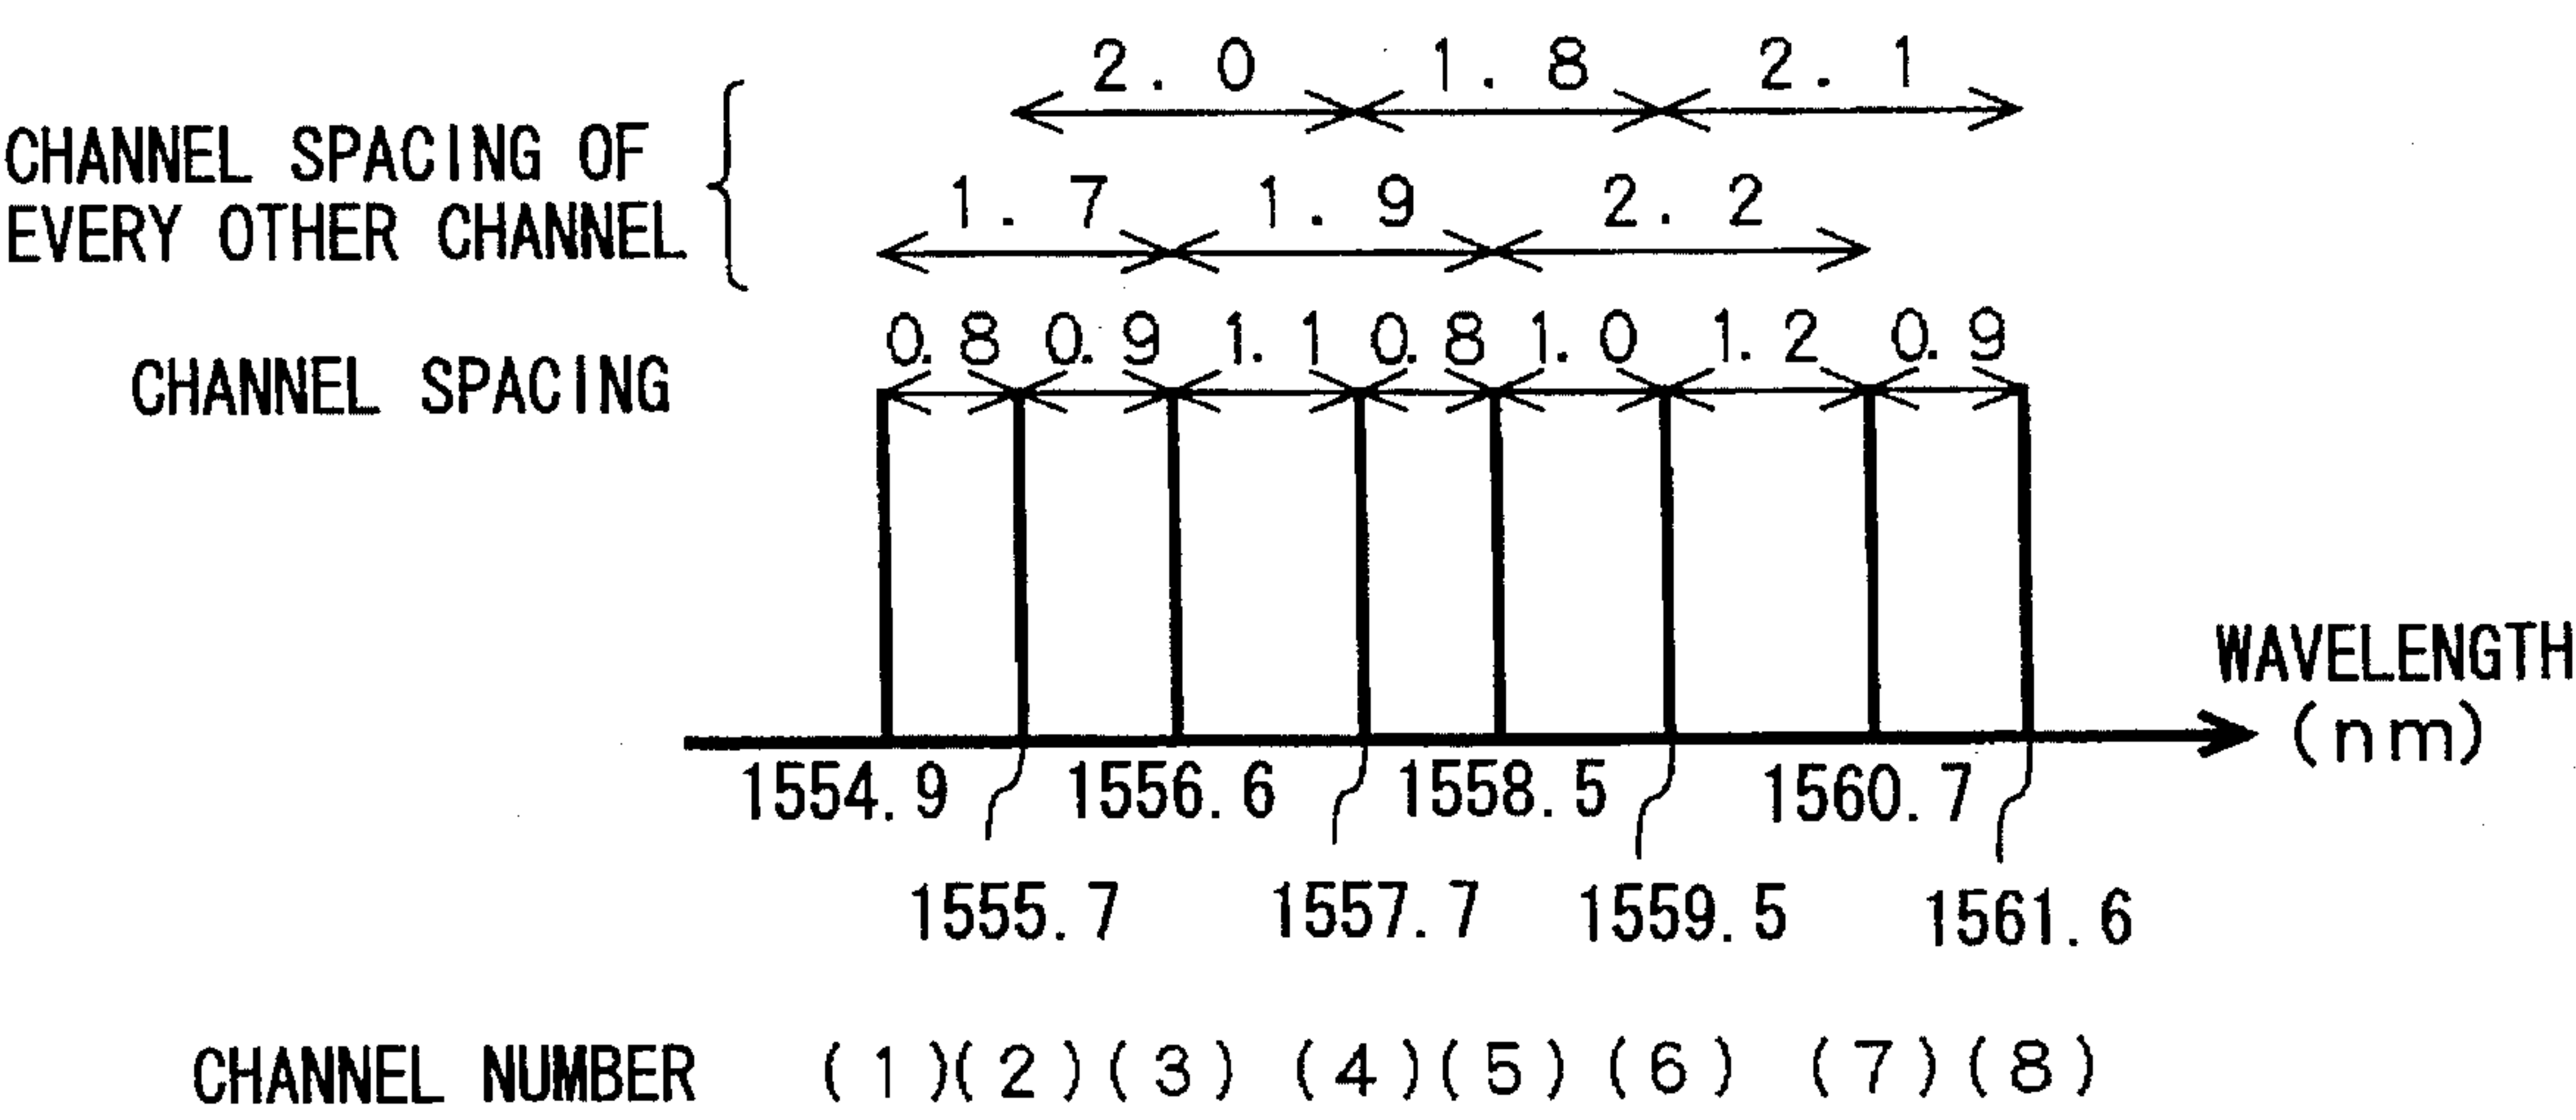 2.0 1.8 2.1
CHANNEL SPACING OF
EVERY OTHER CHANNEL
1.7 1.9 2.2
CHANNEL SPACING
0.8 0.9 1.1 0.8 1.0 1.2 0.9
WAVELENGTH
(nm)
1554.9 1556.6 1558.5 1560.7
1555.7 1557.7 1559.5 1561.6
CHANNEL NUMBER (1)(2)(3) (4)(5)(6) (7)(8)